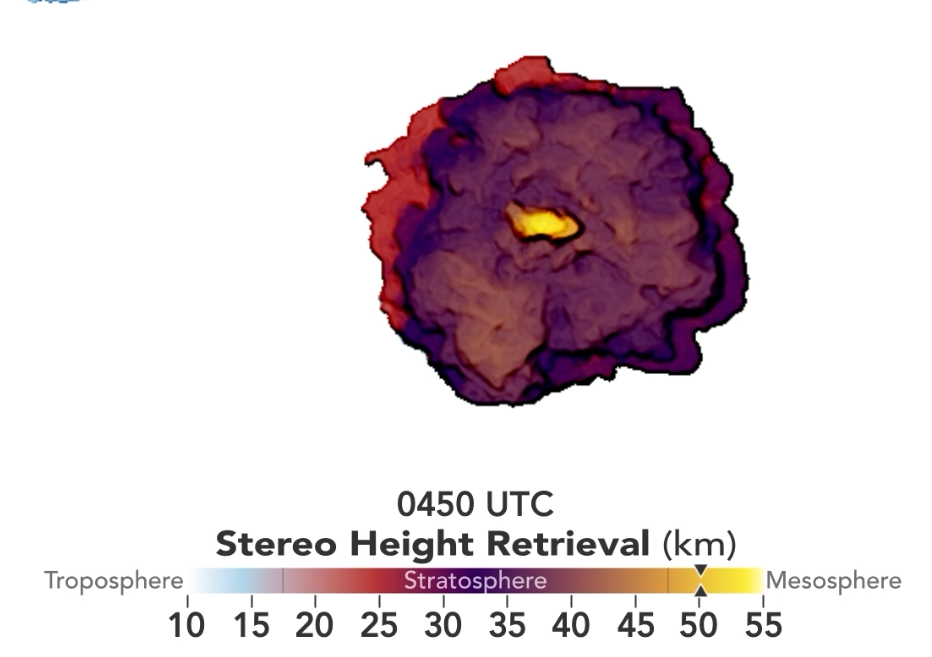 0450 UTC
Stereo Height Retrieval (km)
Troposphere Stratosphere Mesosphere
10 15 20 25 30 35 40 45 50 55